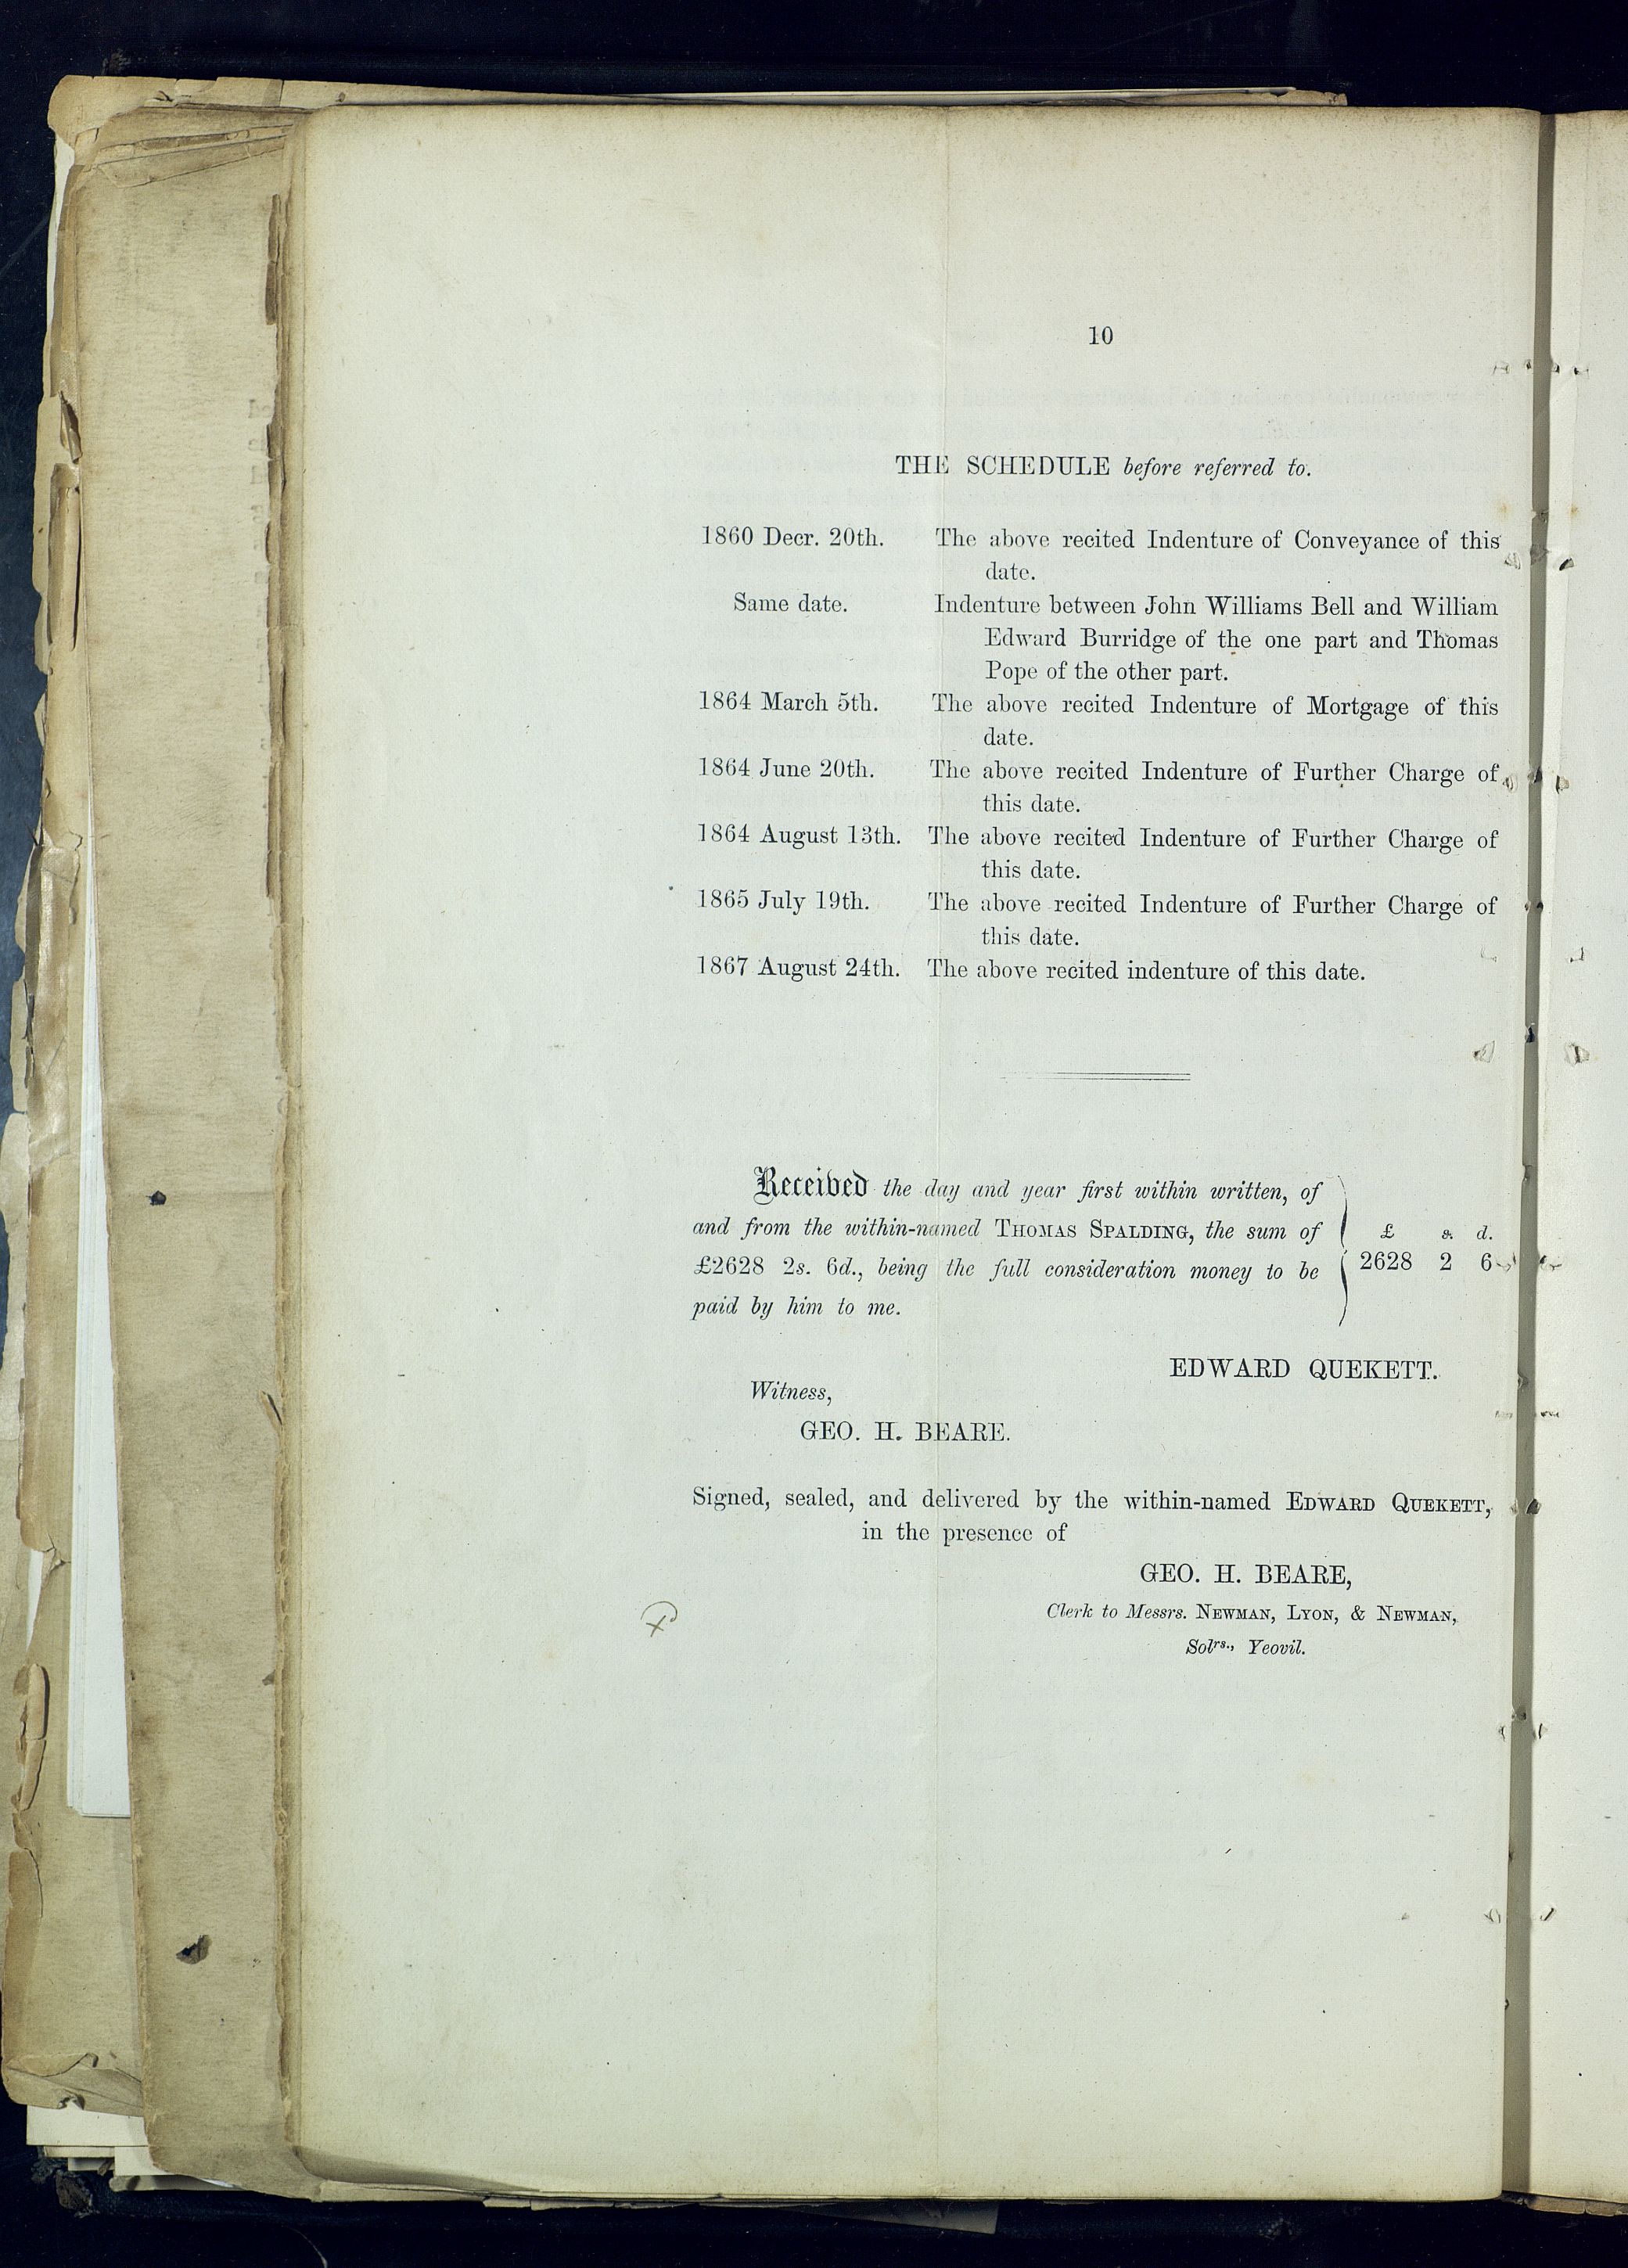 10
THE SCHEDULE before referred to.
1860 Decr. 20th. The above recited Indenture of Conveyance of this
date.
Same date. Indenture between John Williams Bell and William
Edward Burridge of the one part and Thomas
Pope of the other part.
1864 March 5th. The above recited Indenture of Mortgage of this
date.
1864 June 20th. The above recited Indenture of Further Charge of
this date.
1864 August 13th. The above recited Indenture of Further Charge of
this date.
1865 July 19th. The above recited Indenture of Further Charge of
this date.
1867 August 24th. The above recited indenture of this date.
Received the day and year first within written, of
and from the within-named THOMAS SPALDING, the sum of
£2628 2s. 6d., being the full consideration money to be
paid by him to me.
£ s. d.
2628 2 6
EDWARD QUEKETT.
Witness,
GEO. H. BEARE.
Signed, sealed, and delivered by the within-named EDWARD QUEKETT,
in the presence of
GEO. H. BEARE,
Clerk to Messrs. NEWMAN, LYON, & NEWMAN,
Solrs., Yeovil.